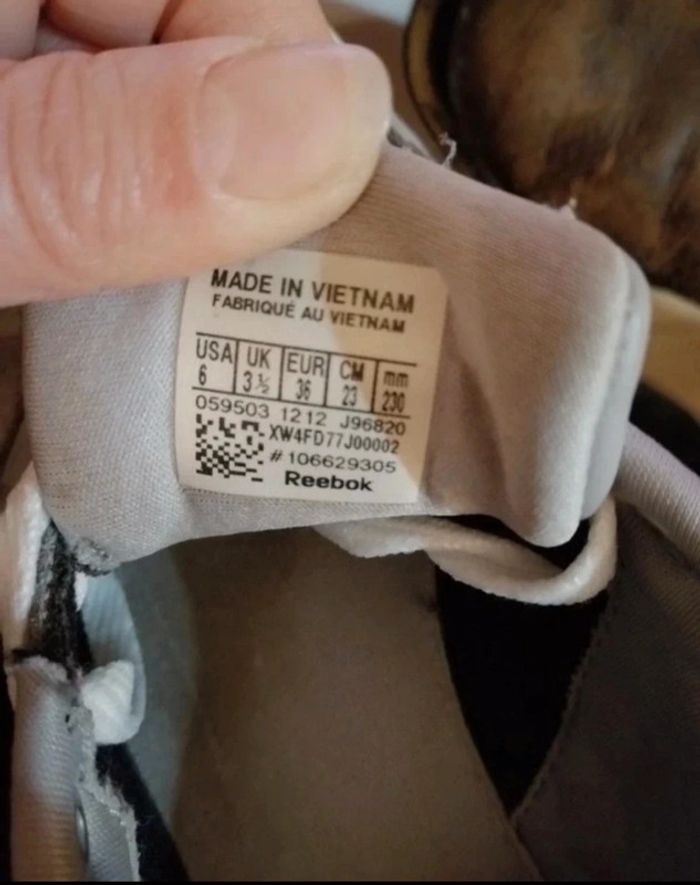 MADE IN VIETNAM
FABRIQUÉ AU VIETNAM
USA UK EUR CM mm
6 3½ 36 23 230
059503 1212 J96820
XW4FD77J00002
#106629305
Reebok